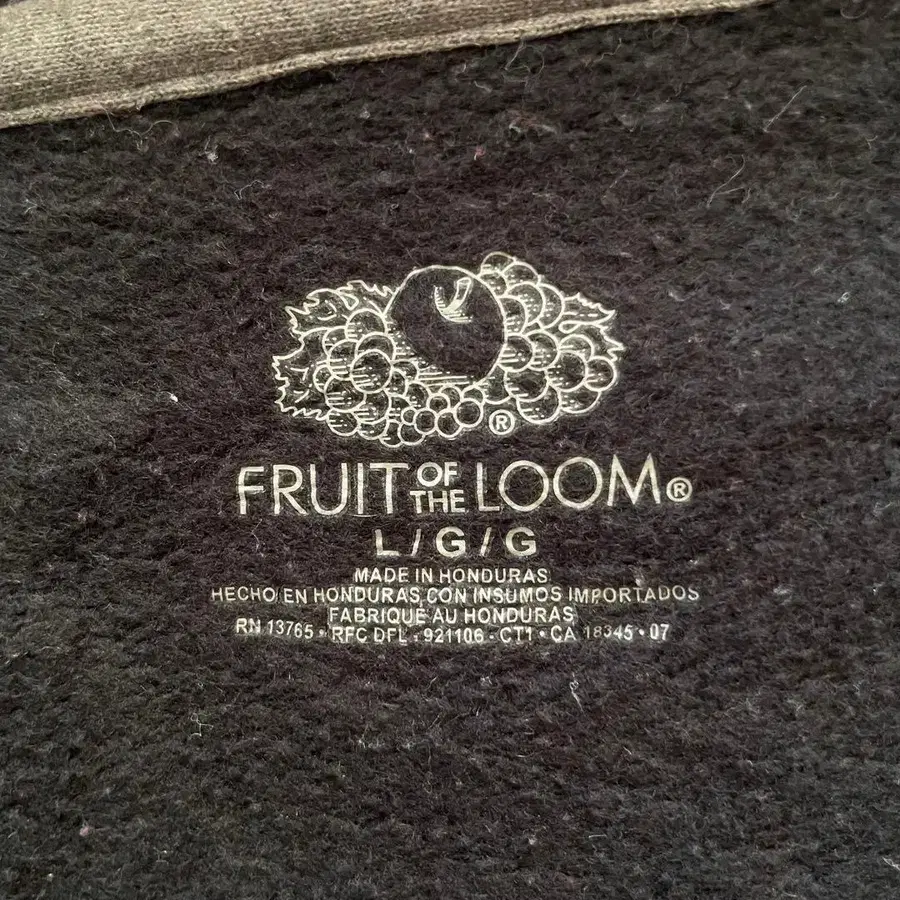 ®
FRUIT OF THE LOOM®
L / G / G
MADE IN HONDURAS
HECHO EN HONDURAS CON INSUMOS IMPORTADOS
FABRIQUÉ AU HONDURAS
RN 13765 • RFC DFL - 921106 - CT1 • CA 18345 • 07